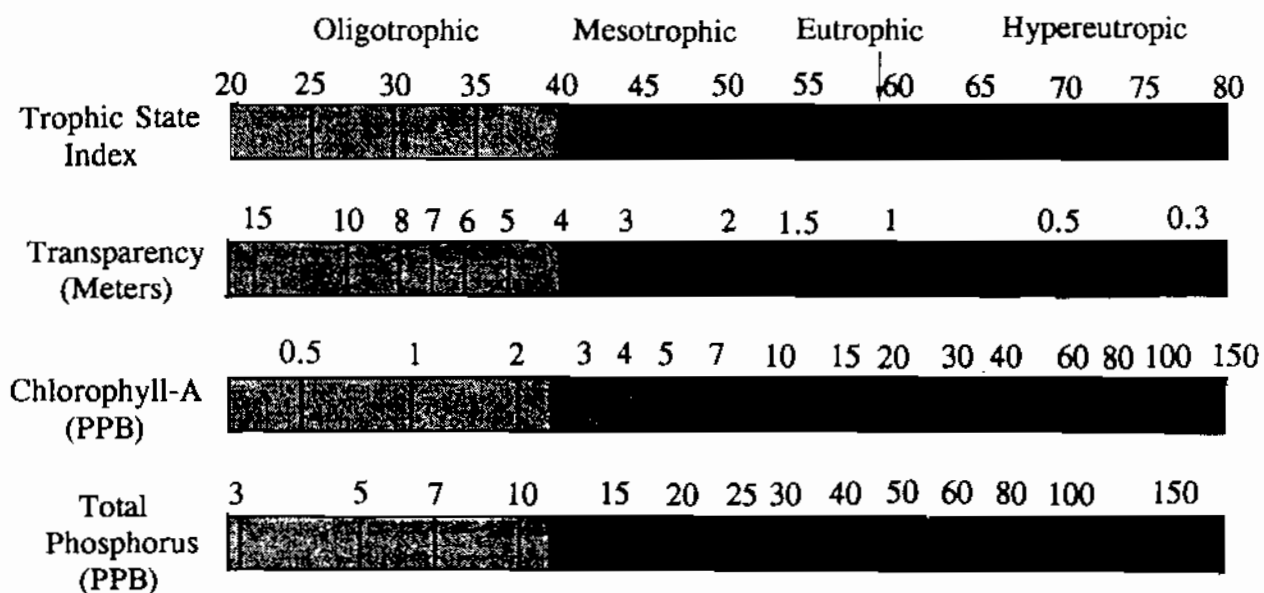 Oligotrophic Mesotrophic Eutrophic Hypereutropic
20 25 30 35 40 45 50 55 60 65 70 75 80
Trophic State
Index
15 10 8 7 6 5 4 3 2 1.5 1 0.5 0.3
Transparency
(Meters)
0.5 1 2 3 4 5 7 10 15 20 30 40 60 80 100 150
Chlorophyll-A
(PPB)
3 5 7 10 15 20 25 30 40 50 60 80 100 150
Total
Phosphorus
(PPB)